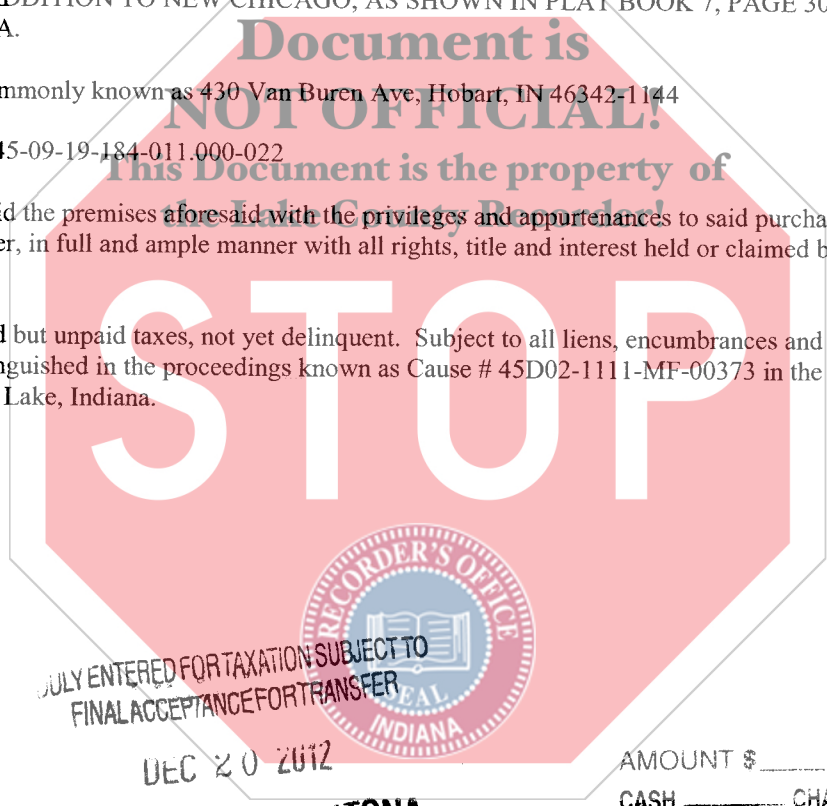 ADDITION TO NEW CHICAGO, AS SHOWN IN PLAT BOOK 7, PAGE 30
A.
Document is
mmonly known as 430 Van Buren Ave, Hobart, IN 46342-1144
NOT OFFICIAL!
45-09-19-184-011.000-022
This Document is the property of
the Lake County Recorder!
id the premises aforesaid with the privileges and appurtenances to said purcha
er, in full and ample manner with all rights, title and interest held or claimed b
d but unpaid taxes, not yet delinquent. Subject to all liens, encumbrances and
nguished in the proceedings known as Cause # 45D02-1111-MF-00373 in the
Lake, Indiana.
STOP
RECORDER'S OFFICE
SEAL
INDIANA
DULY ENTERED FOR TAXATION SUBJECT TO
FINAL ACCEPTANCE FOR TRANSFER
DEC 20 2012
AMOUNT $
CASH CHA